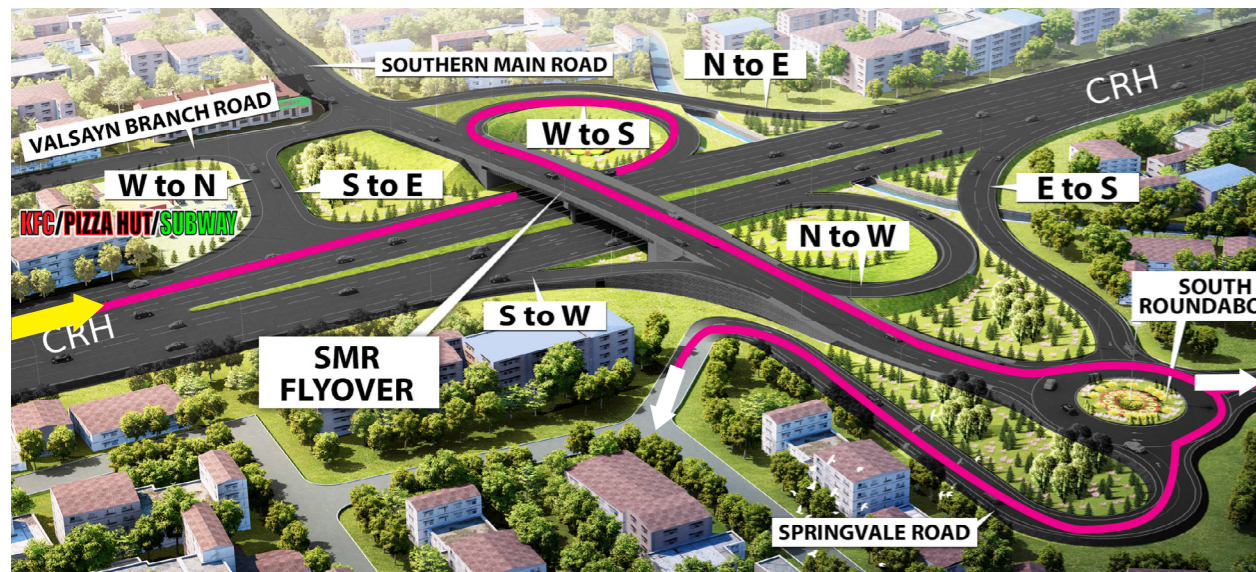 SOUTHERN MAIN ROAD
N to E
CRH
VALSAYN BRANCH ROAD
W to S
W to N
S to E
E to S
KFC/PIZZA HUT/SUBWAY
N to W
SOUTH
ROUNDABO
CRH
S to W
SMR
FLYOVER
SPRINGVALE ROAD